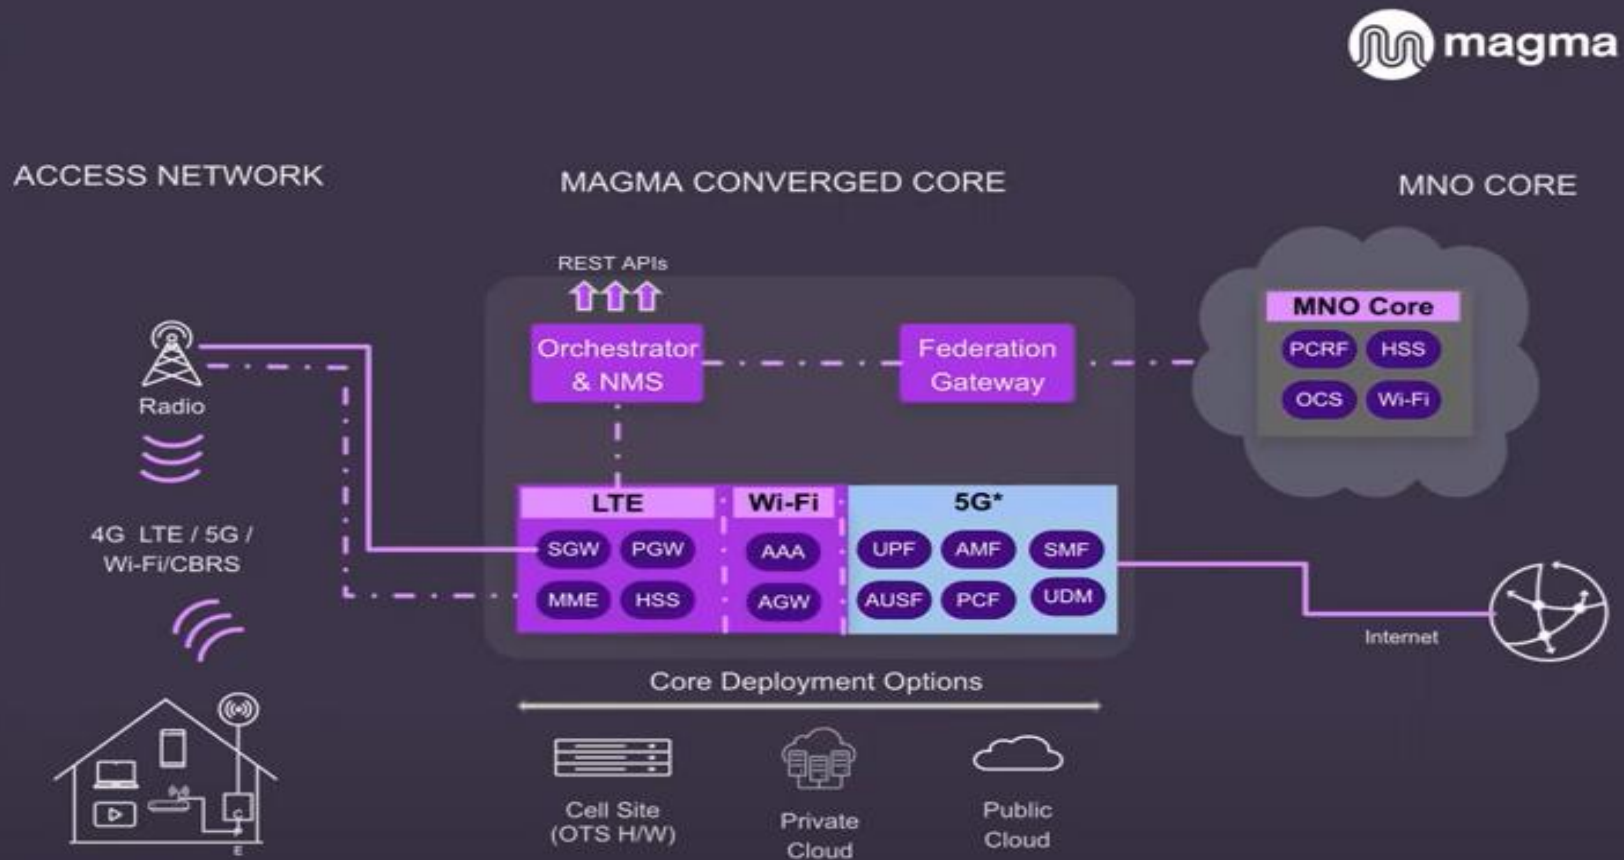 magma
ACCESS NETWORK
MAGMA CONVERGED CORE
MNO CORE
REST APIs
Orchestrator
& NMS
Federation
Gateway
MNO Core
PCRF HSS
OCS Wi-Fi
Radio
4G LTE / 5G /
Wi-Fi/CBRS
LTE
SGW PGW
MME HSS
Wi-Fi
AAA
AGW
5G*
UPF AMF SMF
AUSF PCF UDM
Internet
Core Deployment Options
Cell Site
(OTS H/W)
Private
Cloud
Public
Cloud
C
P
E